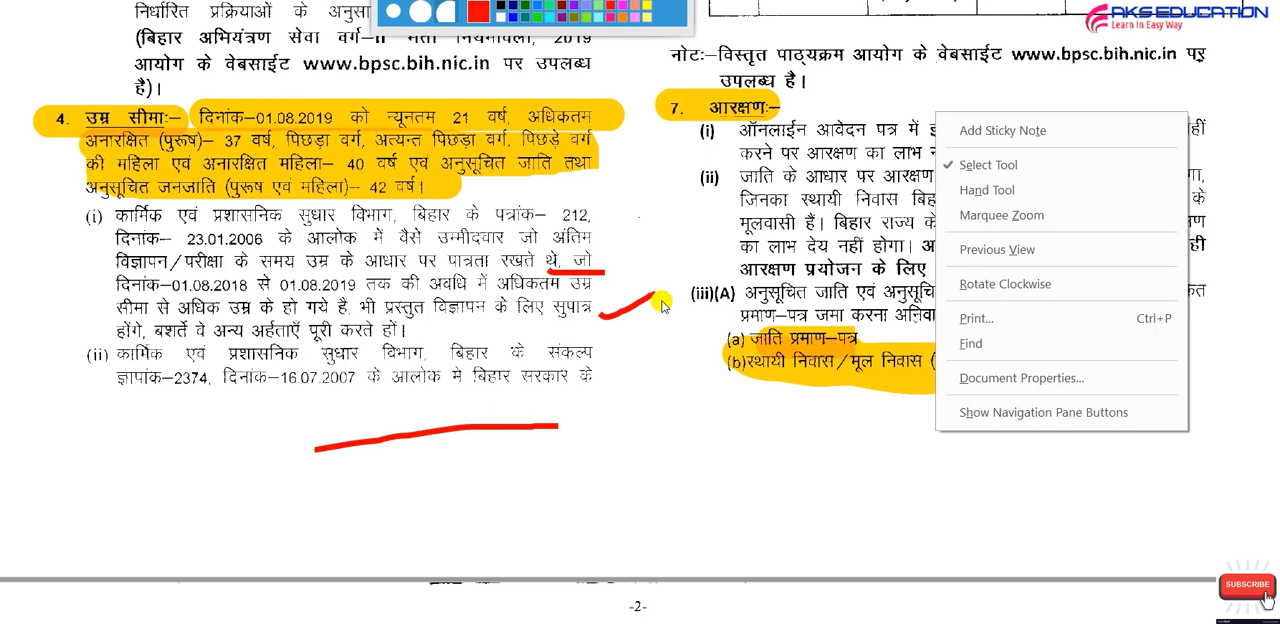 निर्धारित प्रक्रियाओं के अनुसा
(बिहार अभियंत्रण सेवा वर्ग–II 2019
आयोग के वेबसाईट www.bpsc.bih.nic.in पर उपलब्ध
है)।
4. उम्र सीमाः– दिनांक–01.08.2019 को न्यूनतम 21 वर्ष, अधिकतम
अनारक्षित (पुरूष)– 37 वर्ष, पिछड़ा वर्ग, अत्यन्त पिछड़ा वर्ग, पिछड़े वर्ग
की महिला एवं अनारक्षित महिला– 40 वर्ष एवं अनुसूचित जाति तथा
अनुसूचित जनजाति (पुरूष एवं महिला)– 42 वर्ष।
(i) कार्मिक एवं प्रशासनिक सुधार विभाग, बिहार के पत्रांक– 212,
दिनांक– 23.01.2006 के आलोक में वैसे उम्मीदवार जो अंतिम
विज्ञापन/परीक्षा के समय उम्र के आधार पर पात्रता रखते थे, जो
दिनांक–01.08.2018 से 01.08.2019 तक की अवधि में अधिकतम उम्र
सीमा से अधिक उम्र के हो गये है, भी प्रस्तुत विज्ञापन के लिए सुपात्र
होंगे, बशर्ते वे अन्य अर्हताएँ पूरी करते हों।
(ii) कार्मिक एवं प्रशासनिक सुधार विभाग, बिहार के संकल्प
ज्ञापांक–2374, दिनांक–16.07.2007 के आलोक मे बिहार सरकार के
AKS EDUCATION
Learn In Easy Way
नोटः–विस्तृत पाठ्यक्रम आयोग के वेबसाईट www.bpsc.bih.nic.in पर
उपलब्ध है।
7. आरक्षणः–
(i) ऑनलाईन आवेदन पत्र में हीं
करने पर आरक्षण का लाभ
(ii) जाति के आधार पर आरक्षण गा,
जिनका स्थायी निवास बिह के
मूलवासी हैं। बिहार राज्य के
का लाभ देय नहीं होगा। ही
आरक्षण प्रयोजन के लिए
(iii)(A) अनुसूचित जाति एवं अनुसूचि
प्रमाण–पत्र जमा करना अनिवा
(a) जाति प्रमाण–पत्र
(b)स्थायी निवास/मूल निवास (
Add Sticky Note
Select Tool
Hand Tool
Marquee Zoom
Previous View
Rotate Clockwise
Print... Ctrl+P
Find
Document Properties...
Show Navigation Pane Buttons
SUBSCRIBE
-2-